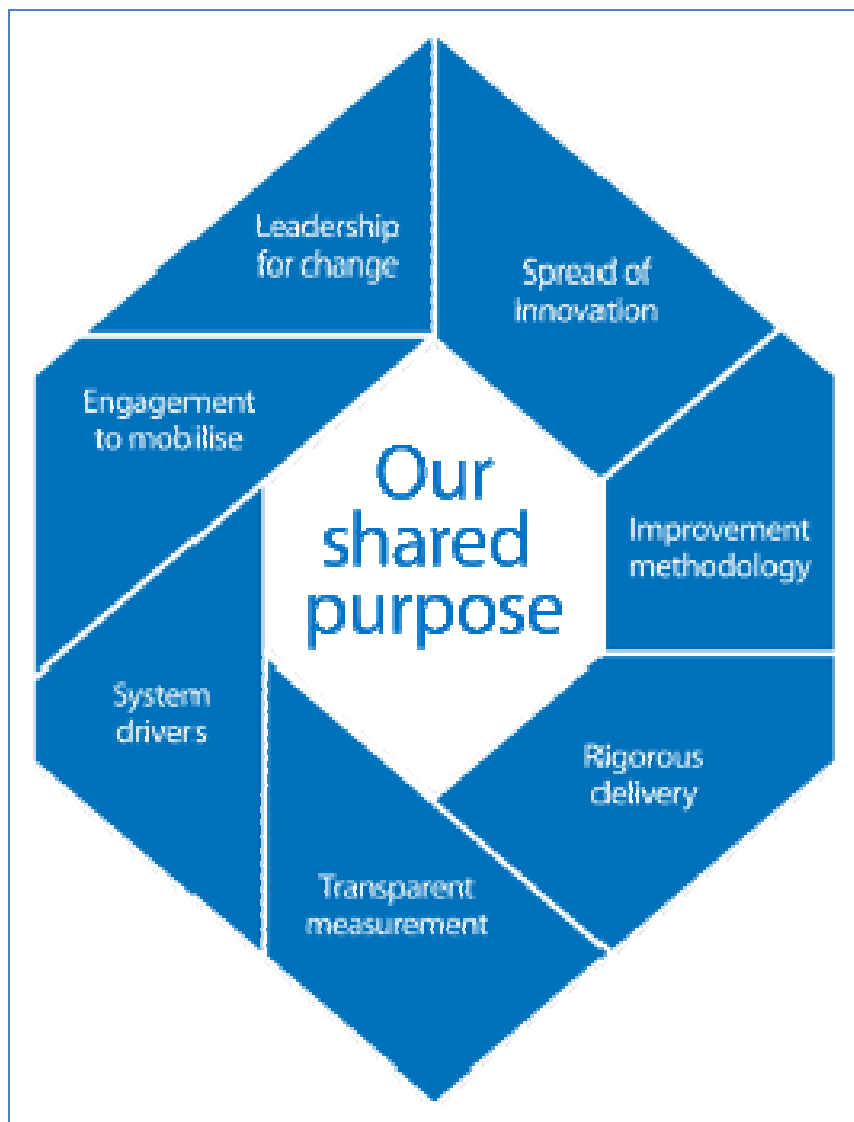 Leadership
for change
Spread of
innovation
Engagement
to mobilise
Our
shared
purpose
Improvement
methodology
System
drivers
Rigorous
delivery
Transparent
measurement